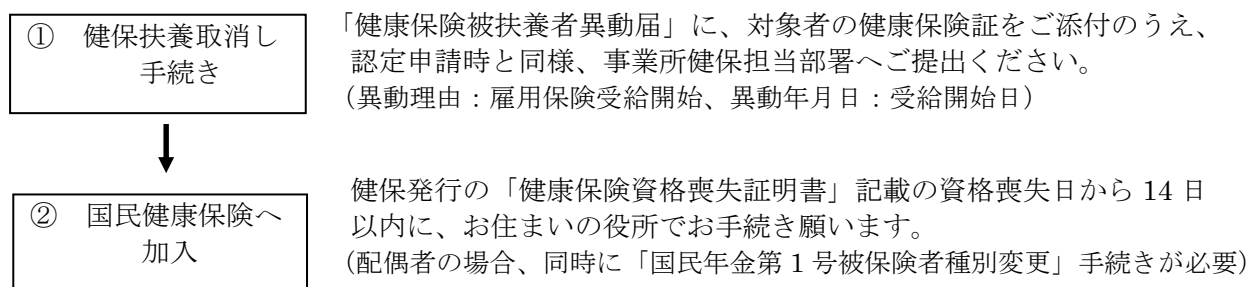 ① 健保扶養取消し
手続き
「健康保険被扶養者異動届」に、対象者の健康保険証をご添付のうえ、
認定申請時と同様、事業所健保担当部署へご提出ください。
(異動理由：雇用保険受給開始、異動年月日：受給開始日)
② 国民健康保険へ
加入
健保発行の「健康保険資格喪失証明書」記載の資格喪失日から 14 日
以内に、お住まいの役所でお手続き願います。
(配偶者の場合、同時に「国民年金第 1 号被保険者種別変更」手続きが必要)